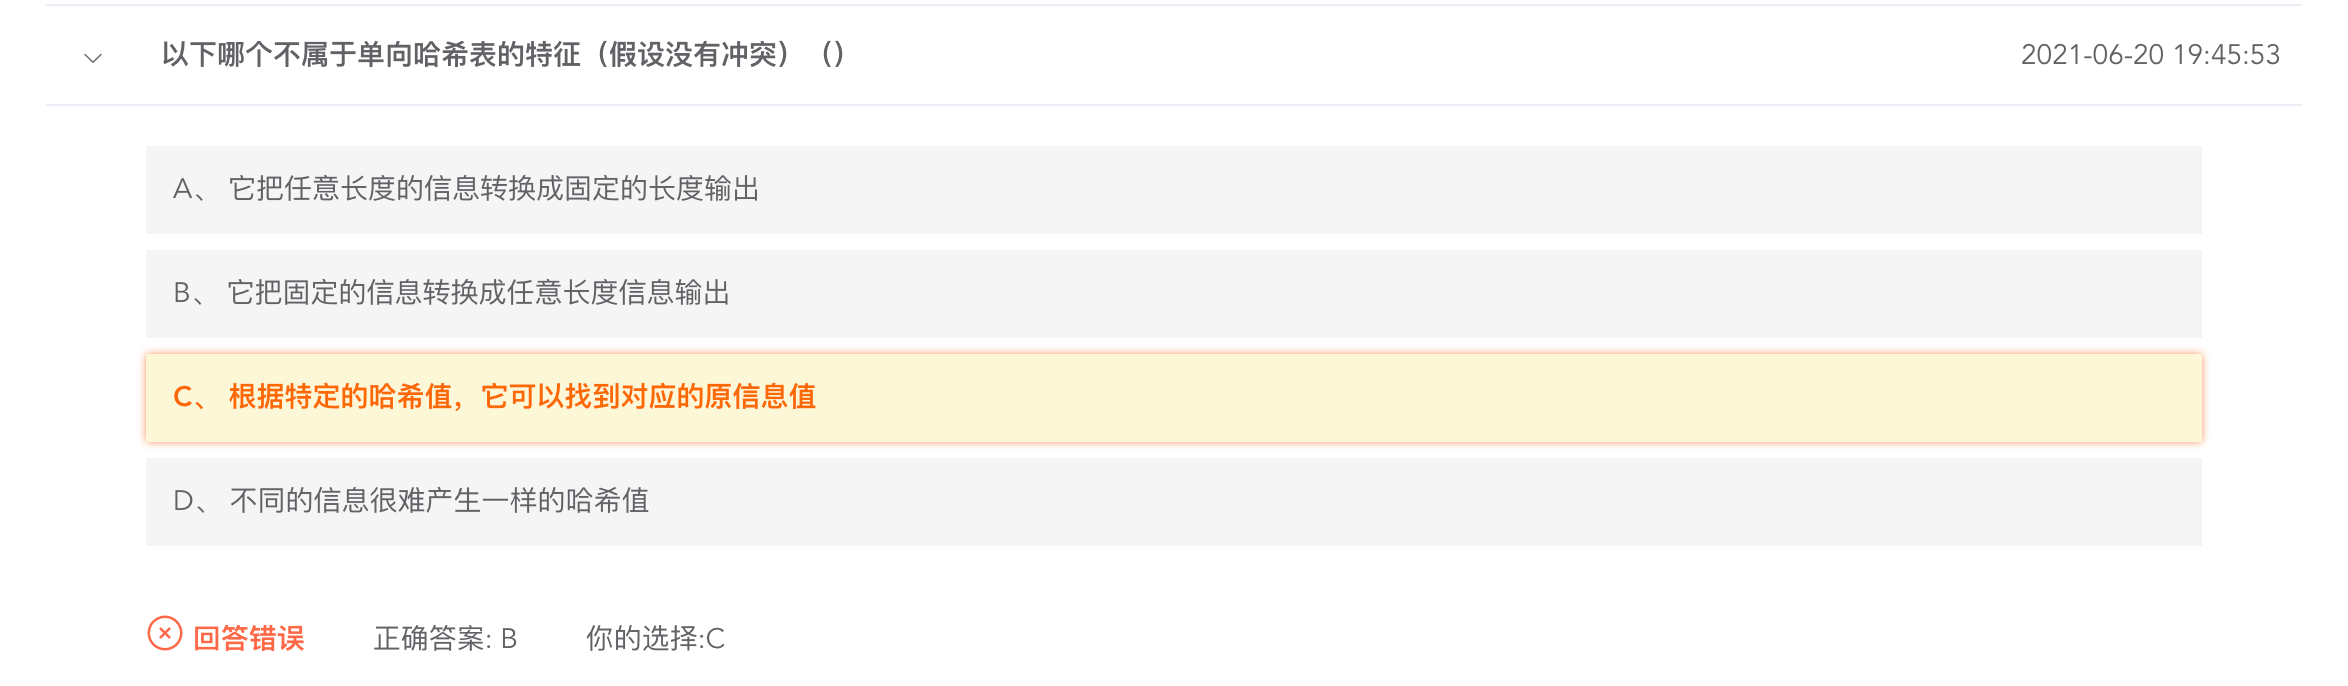 以下哪个不属于单向哈希表的特征（假设没有冲突）（） 2021-06-20 19:45:53
A、 它把任意长度的信息转换成固定的长度输出
B、 它把固定的信息转换成任意长度信息输出
C、 根据特定的哈希值，它可以找到对应的原信息值
D、 不同的信息很难产生一样的哈希值
回答错误 正确答案: B 你的选择:C